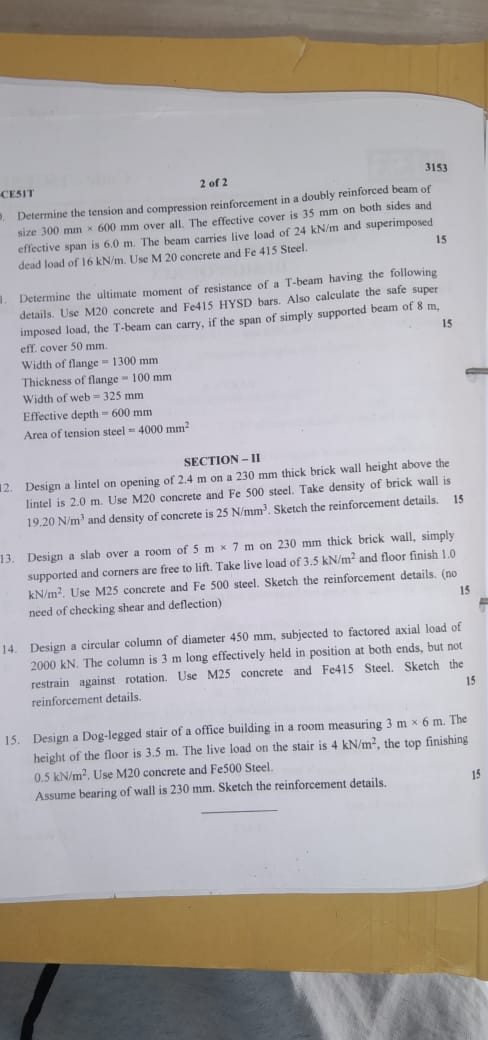 3153
CE51T
2 of 2
. Determine the tension and compression reinforcement in a doubly reinforced beam of
size 300 mm × 600 mm over all. The effective cover is 35 mm on both sides and
effective span is 6.0 m. The beam carries live load of 24 kN/m and superimposed
dead load of 16 kN/m. Use M 20 concrete and Fe 415 Steel. 15
. Determine the ultimate moment of resistance of a T-beam having the following
details. Use M20 concrete and Fe415 HYSD bars. Also calculate the safe super
imposed load, the T-beam can carry, if the span of simply supported beam of 8 m,
eff. cover 50 mm. 15
Width of flange = 1300 mm
Thickness of flange = 100 mm
Width of web = 325 mm
Effective depth = 600 mm
Area of tension steel = 4000 mm²
SECTION – II
12. Design a lintel on opening of 2.4 m on a 230 mm thick brick wall height above the
lintel is 2.0 m. Use M20 concrete and Fe 500 steel. Take density of brick wall is
19.20 N/m³ and density of concrete is 25 N/mm³. Sketch the reinforcement details. 15
13. Design a slab over a room of 5 m × 7 m on 230 mm thick brick wall, simply
supported and corners are free to lift. Take live load of 3.5 kN/m² and floor finish 1.0
kN/m². Use M25 concrete and Fe 500 steel. Sketch the reinforcement details. (no
need of checking shear and deflection) 15
14. Design a circular column of diameter 450 mm, subjected to factored axial load of
2000 kN. The column is 3 m long effectively held in position at both ends, but not
restrain against rotation. Use M25 concrete and Fe415 Steel. Sketch the
reinforcement details. 15
15. Design a Dog-legged stair of a office building in a room measuring 3 m × 6 m. The
height of the floor is 3.5 m. The live load on the stair is 4 kN/m², the top finishing
0.5 kN/m². Use M20 concrete and Fe500 Steel.
Assume bearing of wall is 230 mm. Sketch the reinforcement details. 15